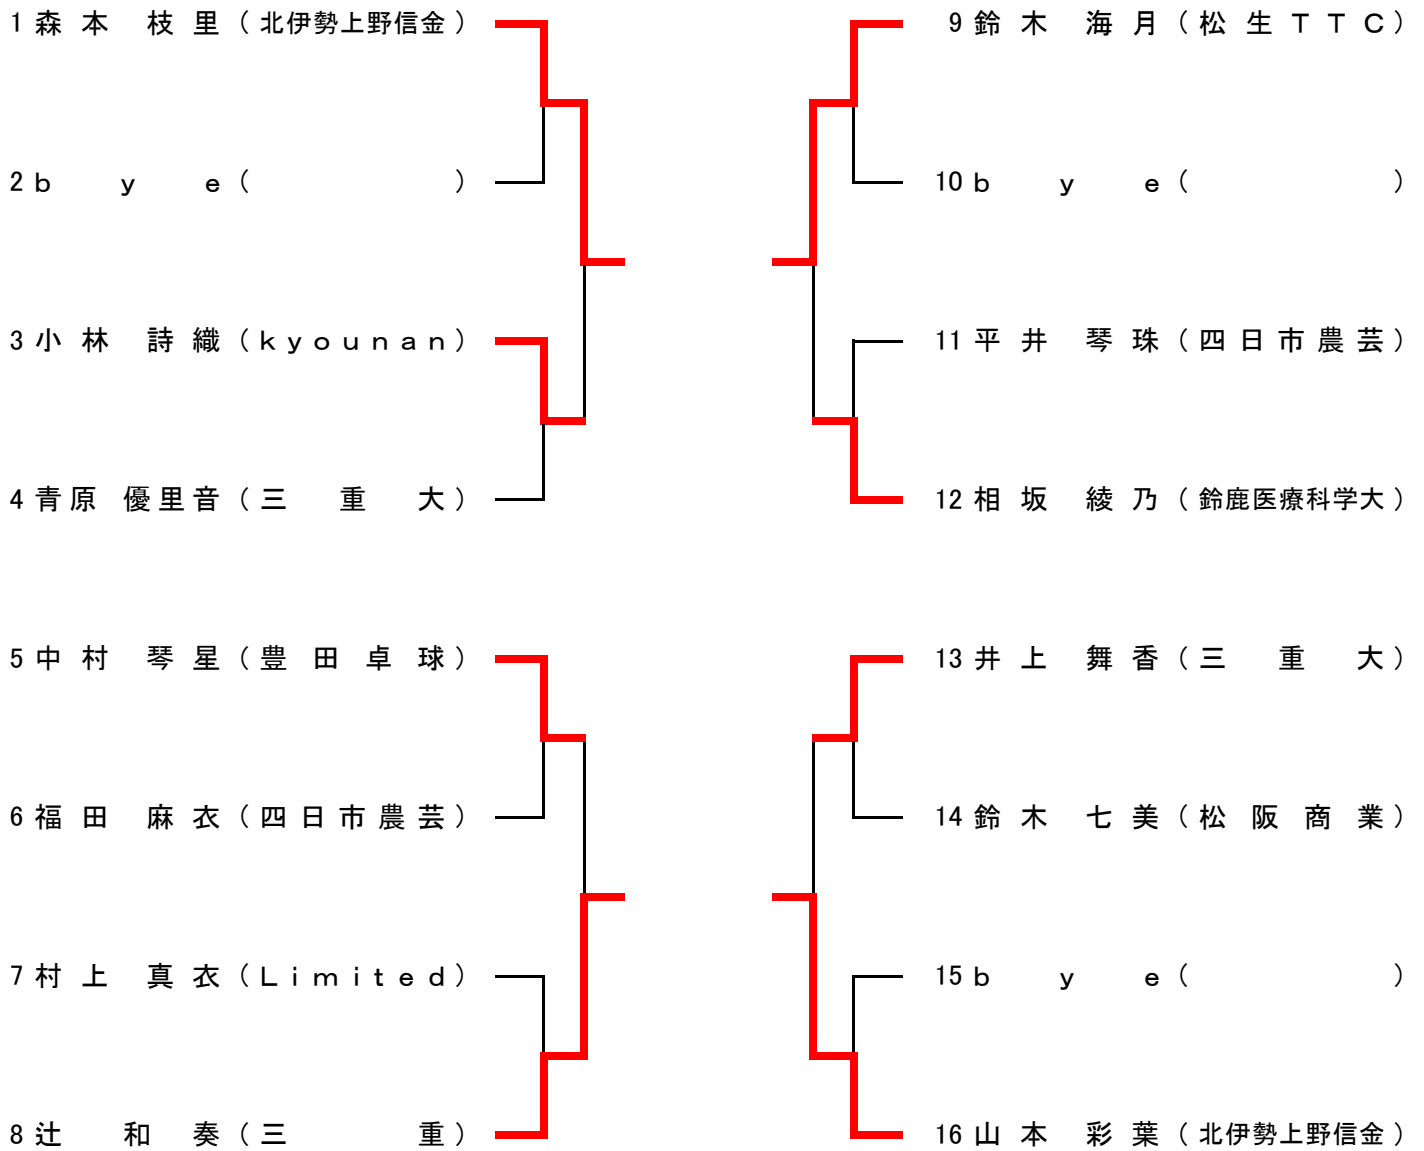 1 森本 枝里 (北伊勢上野信金)
2 bye ( )
3 小林 詩織 (kyounan)
4 青原 優里音 (三重大)
5 中村 琴星 (豊田卓球)
6 福田 麻衣 (四日市農芸)
7 村上 真衣 (Limited)
8 辻 和奏 (三重)
9 鈴木 海月 (松生TTC)
10 bye ( )
11 平井 琴珠 (四日市農芸)
12 相坂 綾乃 (鈴鹿医療科学大)
13 井上 舞香 (三重大)
14 鈴木 七美 (松阪商業)
15 bye ( )
16 山本 彩葉 (北伊勢上野信金)